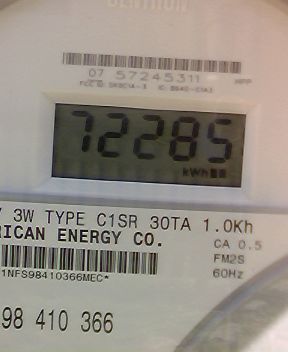 CENTRON
07 57245311
72285
kWh
3W TYPE C1SR 30TA 1.0Kh
RICAN ENERGY CO.
CA 0.5
FM2S
60Hz
1NFS98410366MEC*
98 410 366